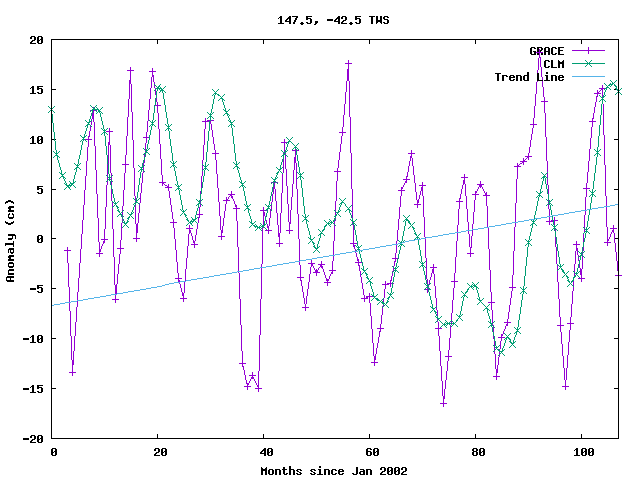 147.5, -42.5 TWS
GRACE
CLM
Trend Line
20
15
10
5
0
-5
-10
-15
-20
Anomaly (cm)
0 20 40 60 80 100
Months since Jan 2002